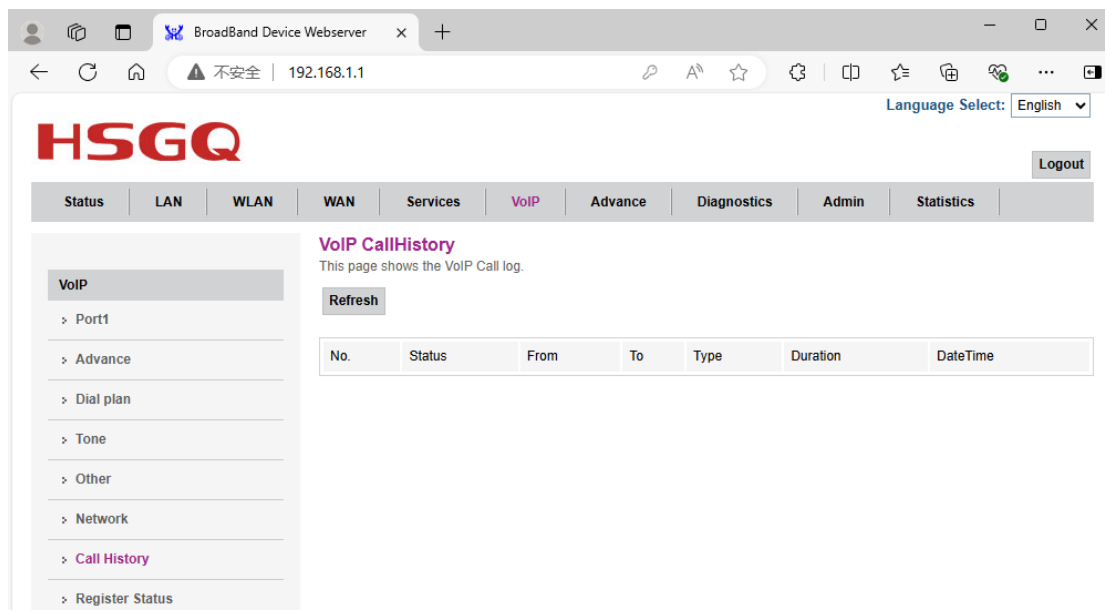 BroadBand Device Webserver
不安全 192.168.1.1
Language Select: English
HSGQ
Logout
Status LAN WLAN WAN Services VoIP Advance Diagnostics Admin Statistics
VoIP
Port1
Advance
Dial plan
Tone
Other
Network
Call History
Register Status
VoIP CallHistory
This page shows the VoIP Call log.
Refresh
No. Status From To Type Duration DateTime